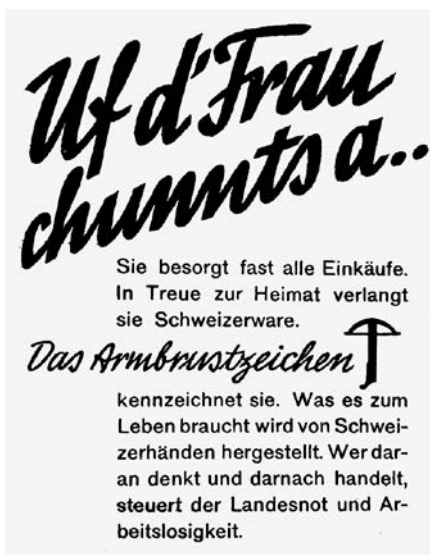 Uf d'Frau
chunnts a..
Sie besorgt fast alle Einkäufe.
In Treue zur Heimat verlangt
sie Schweizerware.
Das Armbrustzeichen
kennzeichnet sie. Was es zum
Leben braucht wird von Schwei-
zerhänden hergestellt. Wer dar-
an denkt und darnach handelt,
steuert der Landesnot und Ar-
beitslosigkeit.